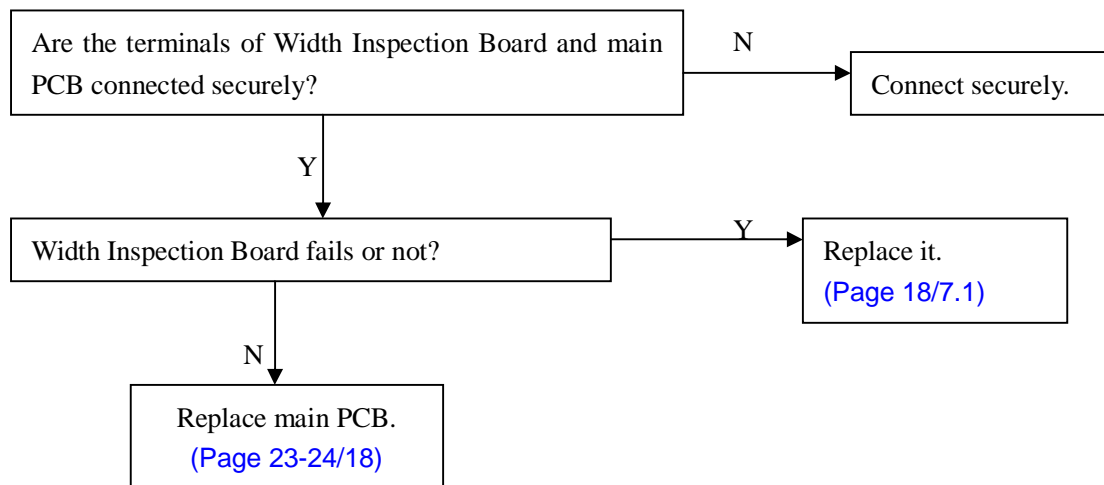 Are the terminals of Width Inspection Board and main
PCB connected securely?
N
Connect securely.
Y
Width Inspection Board fails or not?
Y
Replace it.
(Page 18/7.1)
N
Replace main PCB.
(Page 23-24/18)